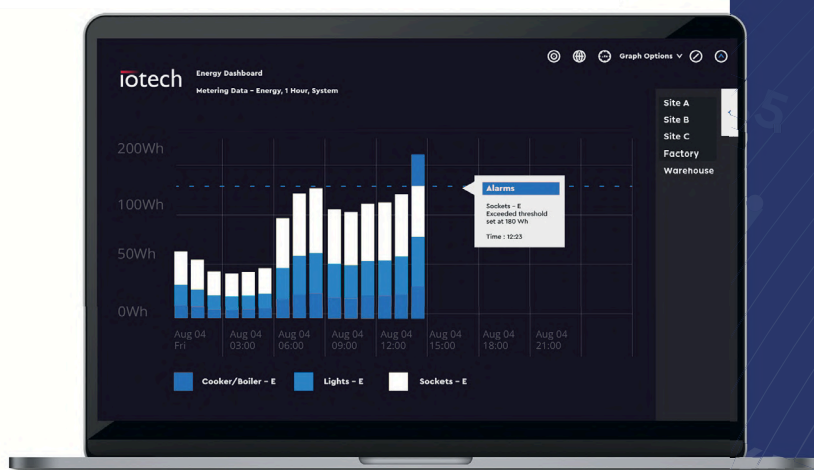 iotech
Energy Dashboard
Metering Data – Energy, 1 Hour, System
Graph Options
Site A
Site B
Site C
Factory
Warehouse
200Wh
100Wh
50Wh
0Wh
Alarms
Sockets – E
Exceeded threshold
set at 180 Wh
Time : 12:23
Aug 04 Aug 04 Aug 04 Aug 04 Aug 04 Aug 04 Aug 04 Aug 04
Fri 03:00 06:00 09:00 12:00 15:00 18:00 21:00
Cooker/Boiler – E Lights – E Sockets – E